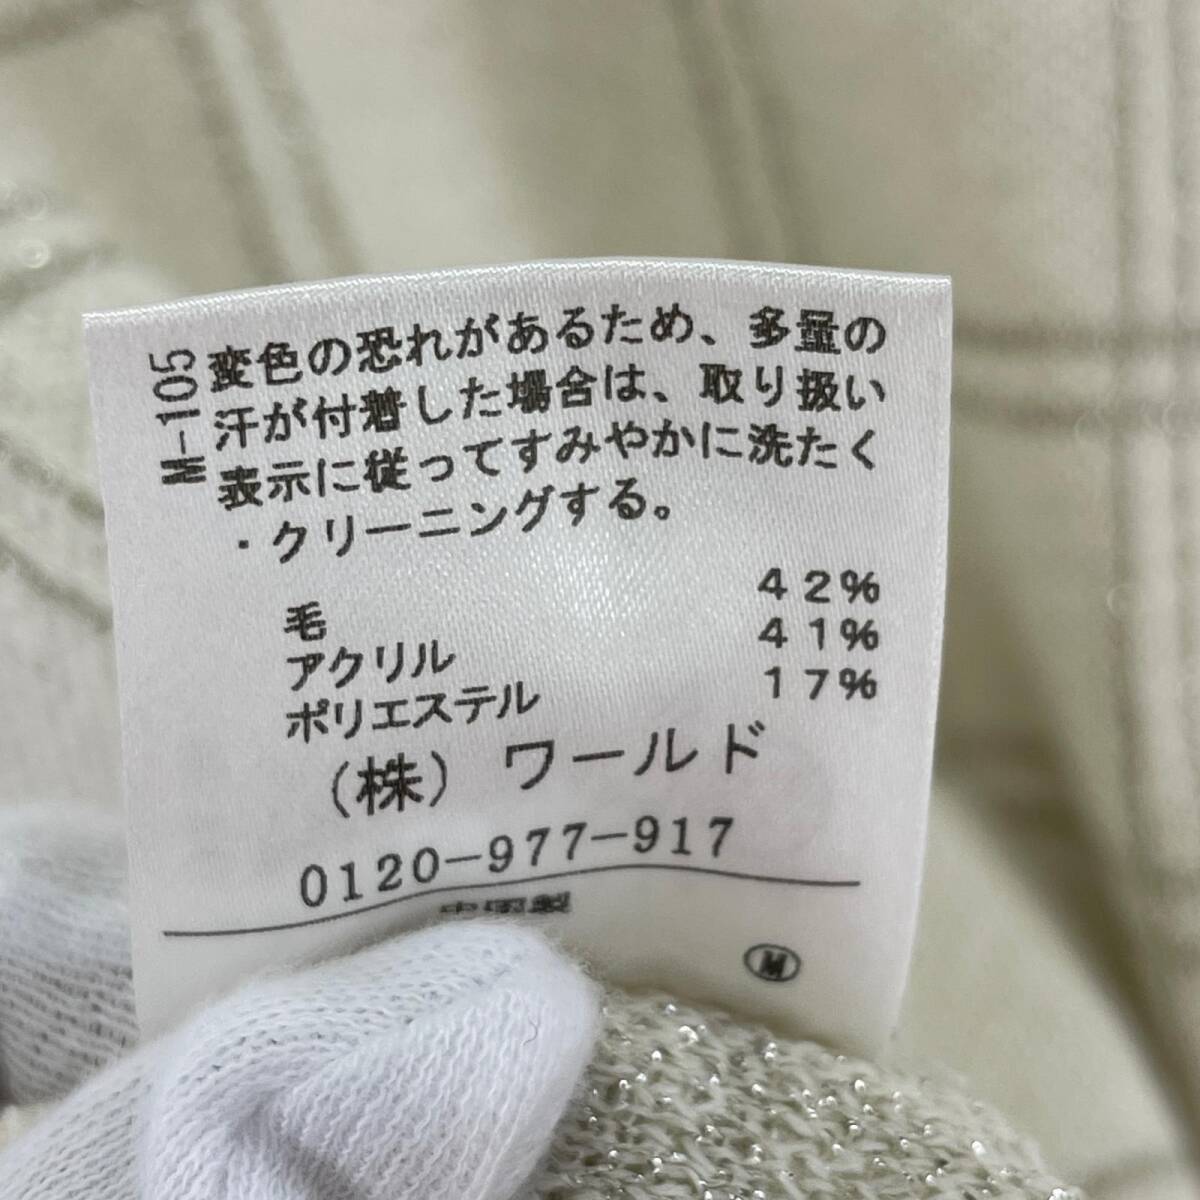 M-105
変色の恐れがあるため、多量の
汗が付着した場合は、取り扱い
表示に従ってすみやかに洗たく
・クリーニングする。
毛 42%
アクリル 41%
ポリエステル 17%
(株) ワールド
0120-977-917
中国製
M